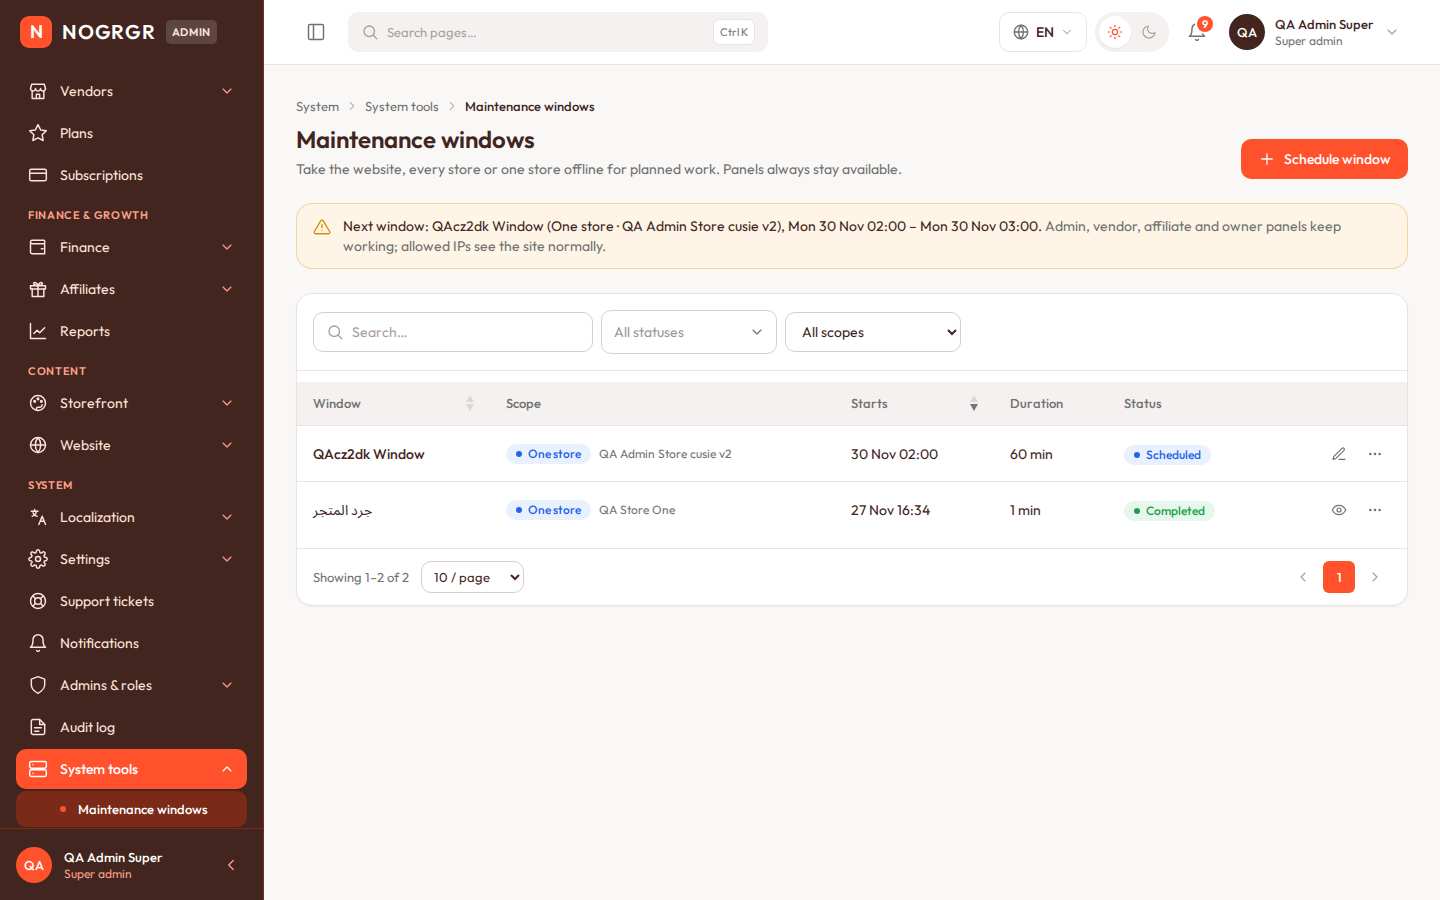 N NOGRGR ADMIN
Search pages...
Ctrl K
EN
9
QA
QA Admin Super
Super admin
Vendors
Plans
Subscriptions
FINANCE & GROWTH
Finance
Affiliates
Reports
CONTENT
Storefront
Website
SYSTEM
Localization
Settings
Support tickets
Notifications
Admins & roles
Audit log
System tools
Maintenance windows
QA
QA Admin Super
Super admin
System > System tools > Maintenance windows
Maintenance windows
Take the website, every store or one store offline for planned work. Panels always stay available.
+ Schedule window
Next window: QAcz2dk Window (One store · QA Admin Store cusie v2), Mon 30 Nov 02:00 – Mon 30 Nov 03:00. Admin, vendor, affiliate and owner panels keep
working; allowed IPs see the site normally.
Search...
All statuses
All scopes
Window Scope Starts Duration Status
QAcz2dk Window One store QA Admin Store cusie v2 30 Nov 02:00 60 min Scheduled
جرد المتجر One store QA Store One 27 Nov 16:34 1 min Completed
Showing 1–2 of 2 10 / page 1